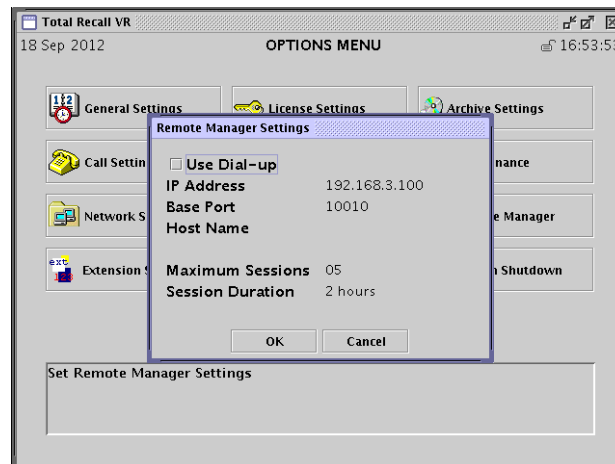 Total Recall VR
18 Sep 2012 OPTIONS MENU 16:53:53
General Settings License Settings Archive Settings
Remote Manager Settings
Call Settin nance
Use Dial-up
IP Address 192.168.3.100
Base Port 10010
Network S e Manager
Host Name
ext
123
Extension Shutdown
Maximum Sessions 05
Session Duration 2 hours
OK Cancel
Set Remote Manager Settings